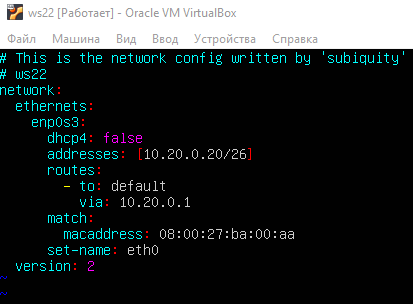 ws22 [Работает] - Oracle VM VirtualBox
Файл Машина Вид Ввод Устройства Справка
# This is the network config written by 'subiquity'
# ws22
network:
  ethernets:
    enp0s3:
      dhcp4: false
      addresses: [10.20.0.20/26]
      routes:
        - to: default
          via: 10.20.0.1
      match:
        macaddress: 08:00:27:ba:00:aa
      set-name: eth0
  version: 2
~
~